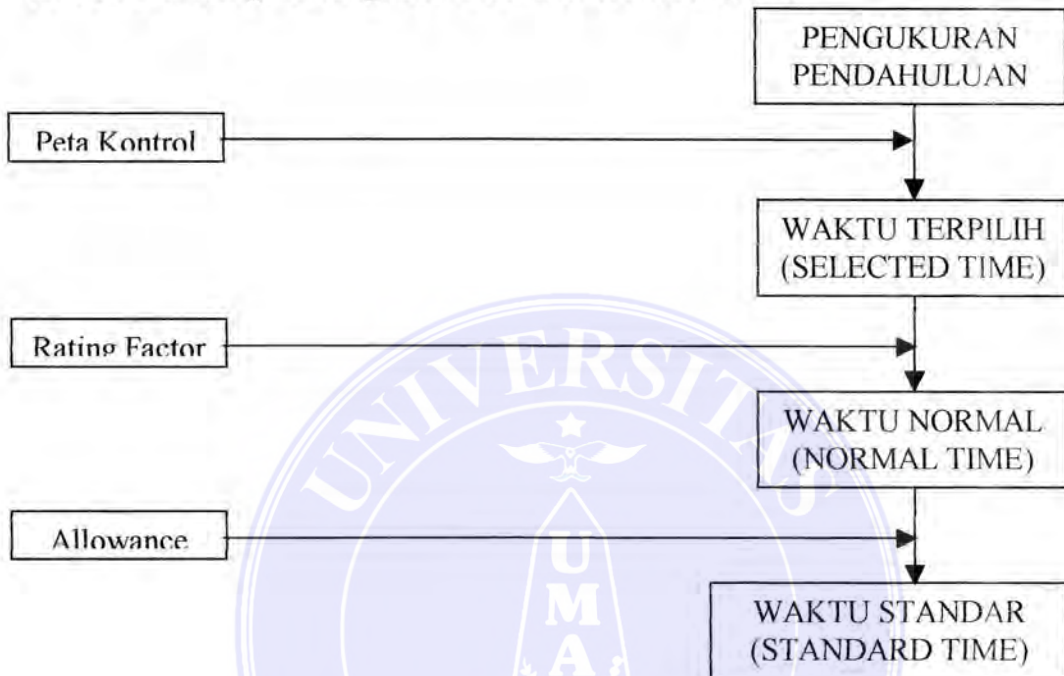 PENGUKURAN
PENDAHULUAN
Peta Kontrol
WAKTU TERPILIH
(SELECTED TIME)
Rating Factor
WAKTU NORMAL
(NORMAL TIME)
Allowance
WAKTU STANDAR
(STANDARD TIME)
UNIVERSITAS
U
M
A